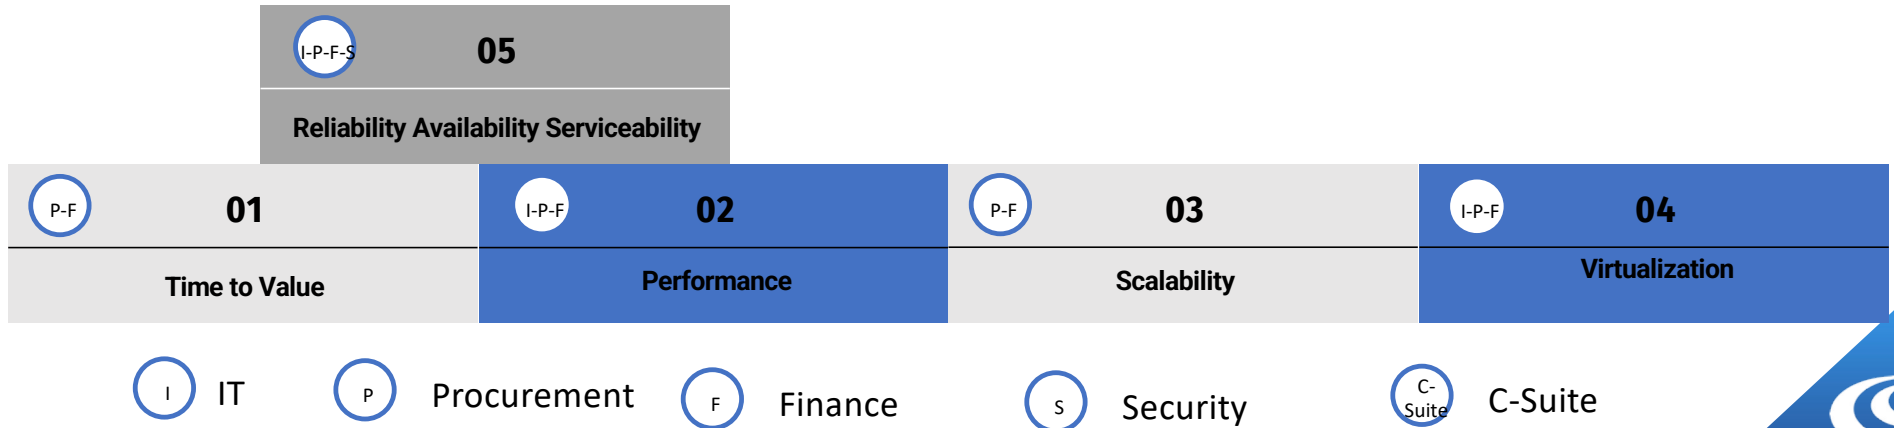 I-P-F-S
05
Reliability Availability Serviceability
P-F
01
I-P-F
02
P-F
03
I-P-F
04
Time to Value
Performance
Scalability
Virtualization
I
IT
P
Procurement
F
Finance
S
Security
C-
Suite
C-Suite